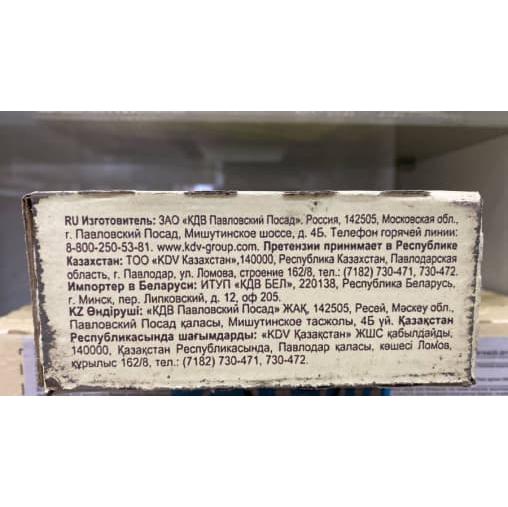 RU Изготовитель: ЗАО «КДВ Павловский Посад». Россия, 142505, Московская обл.,
г. Павловский Посад, Мишутинское шоссе, д. 4Б. Телефон горячей линии:
8-800-250-53-81. www.kdv-group.com. Претензии принимает в Республике
Казахстан: ТОО «KDV Казахстан»,140000, Республика Казахстан, Павлодарская
область, г. Павлодар, ул. Ломова, строение 162/8, тел.: (7182) 730-471, 730-472.
Импортер в Беларуси: ИТУП «КДВ БЕЛ», 220138, Республика Беларусь,
г. Минск, пер. Липковский, д. 12, оф 205.
KZ Өндіруші: «КДВ Павловский Посад» ЖАҚ, 142505, Ресей, Мәскеу обл.,
Павловский Посад қаласы, Мишутинское тасжолы, 4Б үй. Қазақстан
Республикасында шағымдарды: «KDV Қазақстан» ЖШС қабылдайды,
140000, Қазақстан Республикасында, Павлодар қаласы, көшесі Ломов,
құрылыс 162/8, тел.: (7182) 730-471, 730-472.